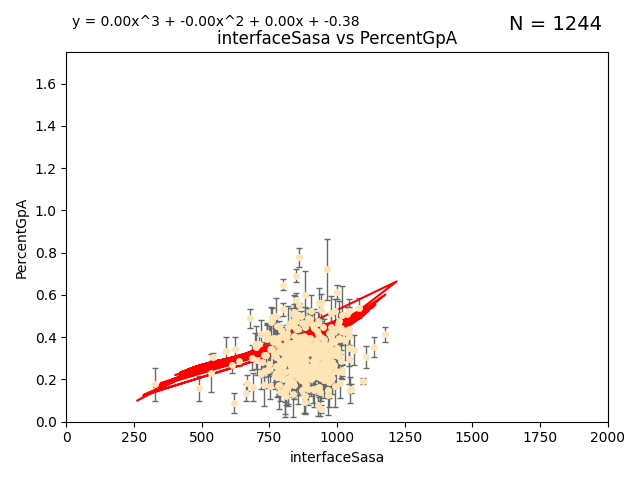 y = 0.00x^3 + -0.00x^2 + 0.00x + -0.38
N = 1244
interfaceSasa vs PercentGpA
PercentGpA
1.6
1.4
1.2
1.0
0.8
0.6
0.4
0.2
0.0
0 250 500 750 1000 1250 1500 1750 2000
interfaceSasa